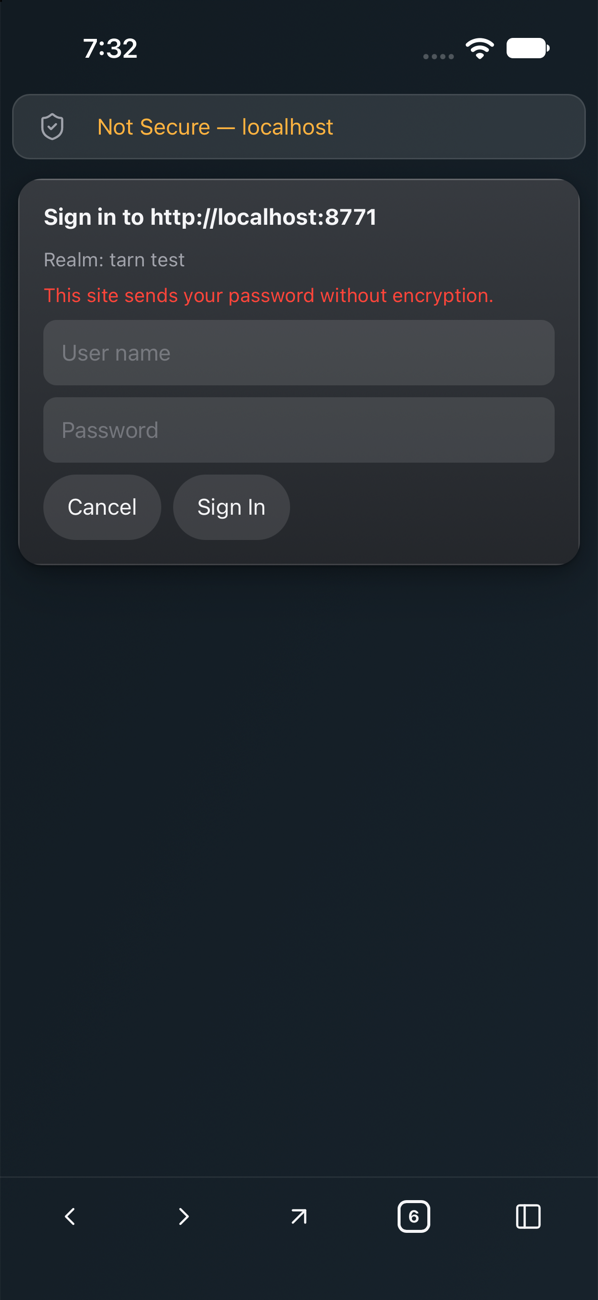 7:32
Not Secure — localhost
Sign in to http://localhost:8771
Realm: tarn test
This site sends your password without encryption.
User name
Password
Cancel
Sign In
6